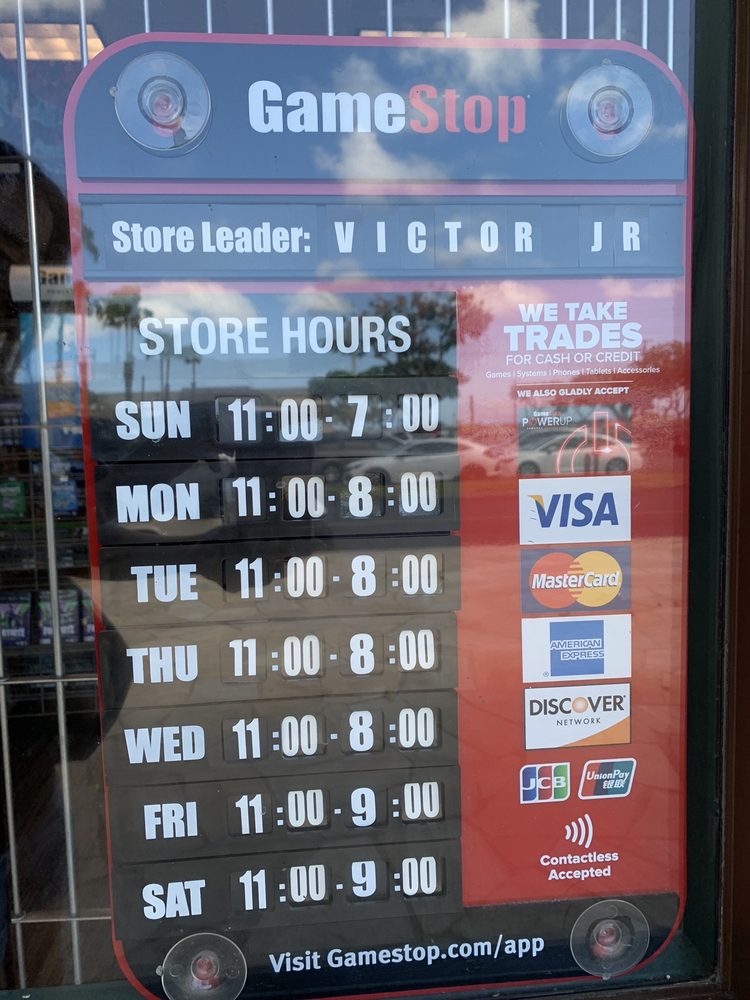 GameStop
Store Leader: VICTOR JR
STORE HOURS
SUN 11:00-7:00
MON 11:00-8:00
TUE 11:00-8:00
THU 11:00-8:00
WED 11:00-8:00
FRI 11:00-9:00
SAT 11:00-9:00
WE TAKE
TRADES
FOR CASH OR CREDIT
Games | Systems | Phones | Tablets | Accessories
WE ALSO GLADLY ACCEPT
GameStop
POWERUP
REWARDS
VISA
MasterCard
AMERICAN
EXPRESS
DISCOVER
NETWORK
JCB
UnionPay
银联
Contactless
Accepted
Visit Gamestop.com/app